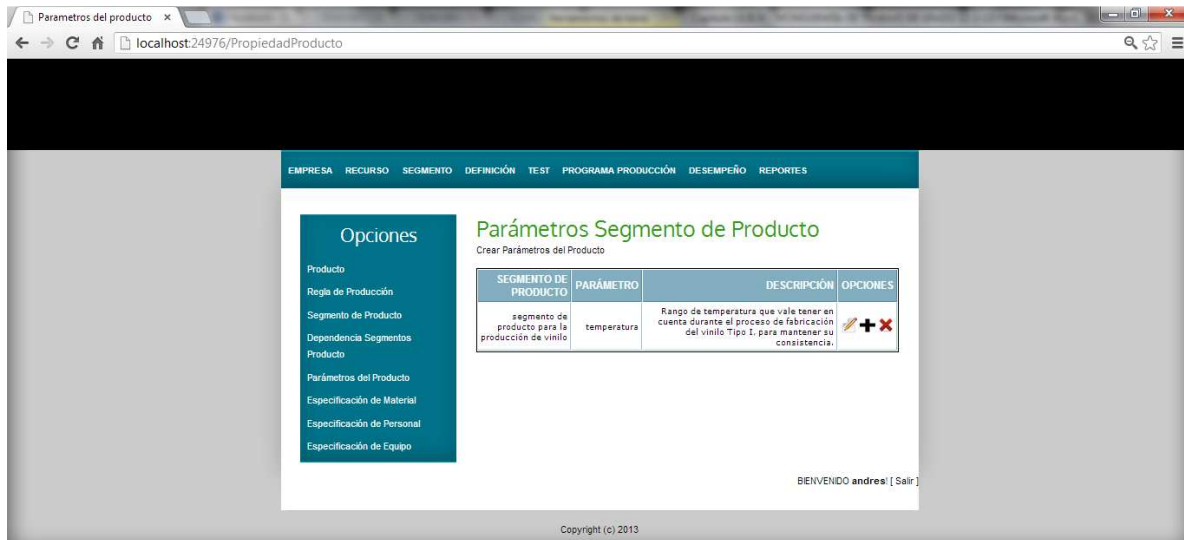 Parametros del producto
localhost:24976/PropiedadProducto
EMPRESA RECURSO SEGMENTO DEFINICIÓN TEST PROGRAMA PRODUCCIÓN DESEMPEÑO REPORTES
Opciones
Producto
Regla de Producción
Segmento de Producto
Dependencia Segmentos
Producto
Parámetros del Producto
Especificación de Material
Especificación de Personal
Especificación de Equipo
Parámetros Segmento de Producto
Crear Parámetros del Producto
SEGMENTO DE
PRODUCTO
PARÁMETRO
DESCRIPCIÓN
OPCIONES
segmento de
producto para la
producción de vinilo
temperatura
Rango de temperatura que vale tener en
cuenta durante el proceso de fabricación
del vinilo Tipo I. para mantener su
consistencia.
BIENVENIDO andres! [ Salir ]
Copyright (c) 2013